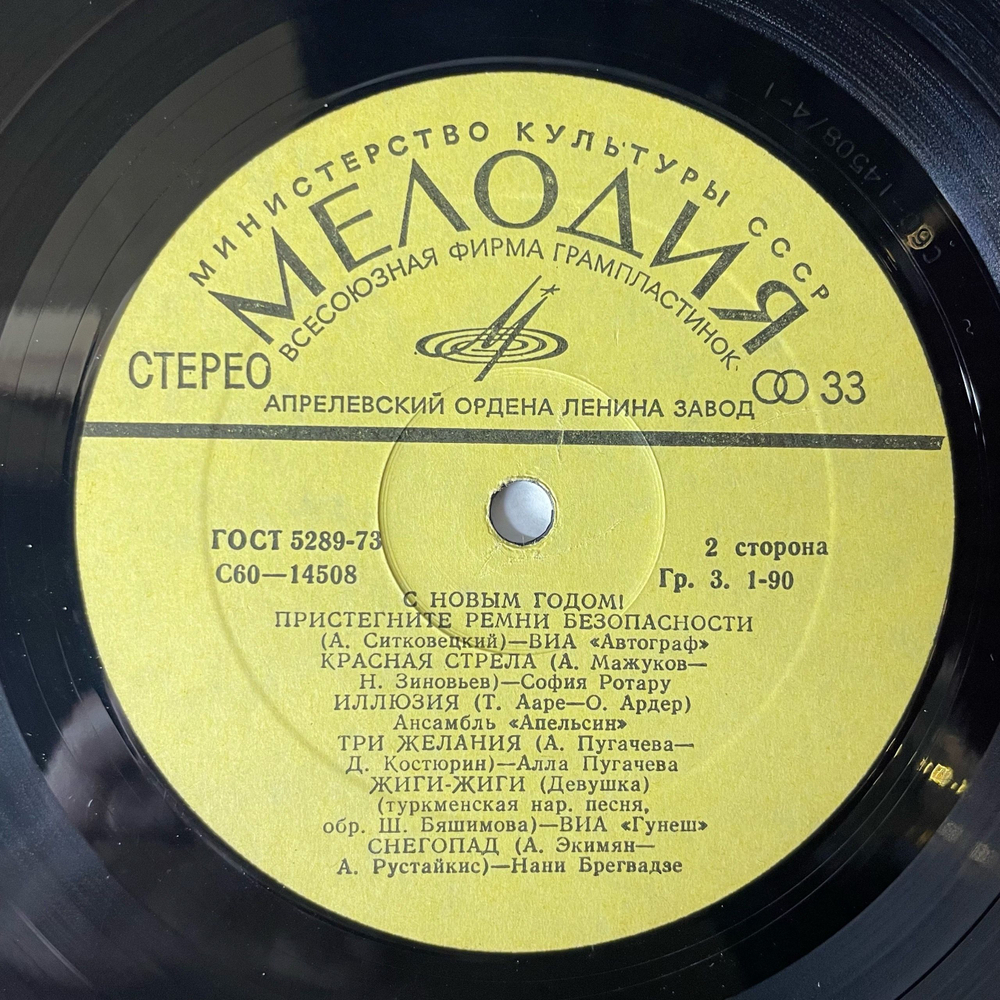 МИНИСТЕРСТВО КУЛЬТУРЫ СССР
МЕЛОДИЯ
ВСЕСОЮЗНАЯ ФИРМА ГРАМПЛАСТИНОК
СТЕРЕО
33
АПРЕЛЕВСКИЙ ОРДЕНА ЛЕНИНА ЗАВОД
ГОСТ 5289-73
2 сторона
С60—14508
Гр. 3. 1-90
С НОВЫМ ГОДОМ!
ПРИСТЕГНИТЕ РЕМНИ БЕЗОПАСНОСТИ
(А. Ситковецкий)—ВИА «Автограф»
КРАСНАЯ СТРЕЛА (А. Мажуков—
Н. Зиновьев)—София Ротару
ИЛЛЮЗИЯ (Т. Ааре—О. Ардер)
Ансамбль «Апельсин»
ТРИ ЖЕЛАНИЯ (А. Пугачева—
Д. Костюрин)—Алла Пугачева
ЖИГИ-ЖИГИ (Девушка)
(туркменская нар. песня,
обр. Ш. Бяшимова)—ВИА «Гунеш»
СНЕГОПАД (А. Экимян—
А. Рустайкис)—Нани Брегвадзе
14508/4-1